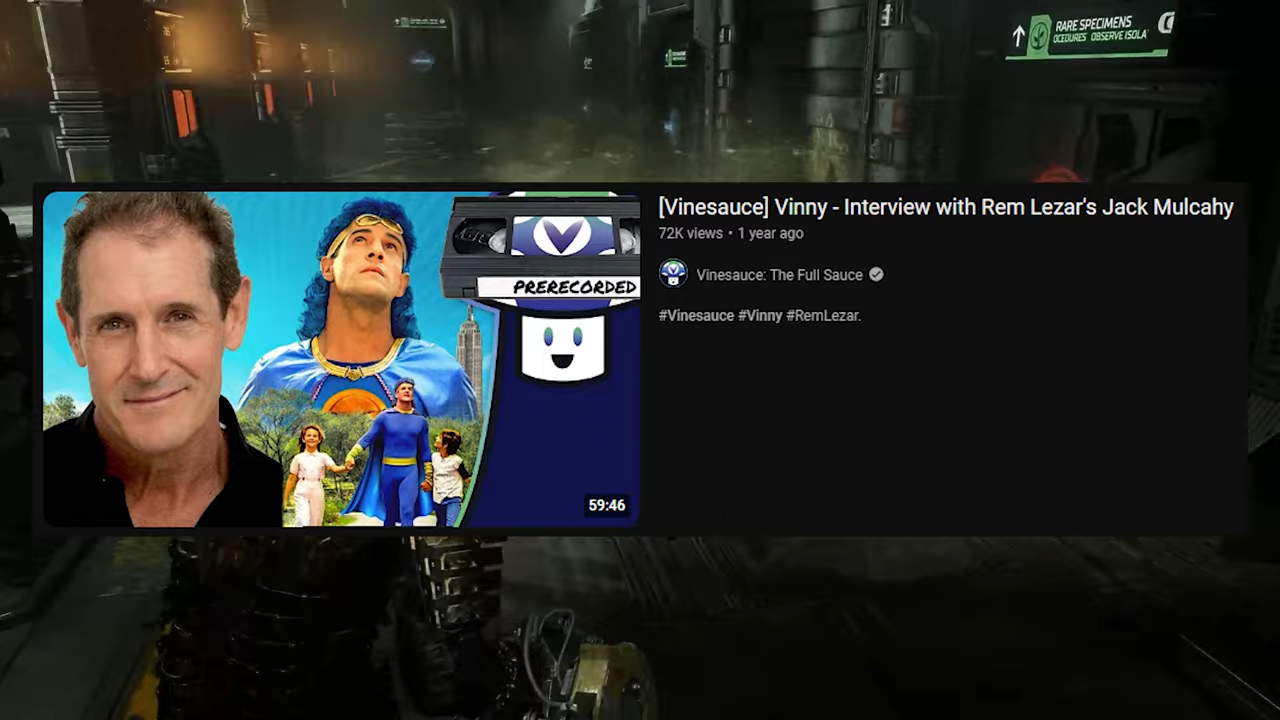 RARE SPECIMENS
OCEDURES OBSERVE ISOLA
[Vinesauce] Vinny - Interview with Rem Lezar's Jack Mulcahy
72K views • 1 year ago
Vinesauce: The Full Sauce
#Vinesauce #Vinny #RemLezar.
PRERECORDED
59:46